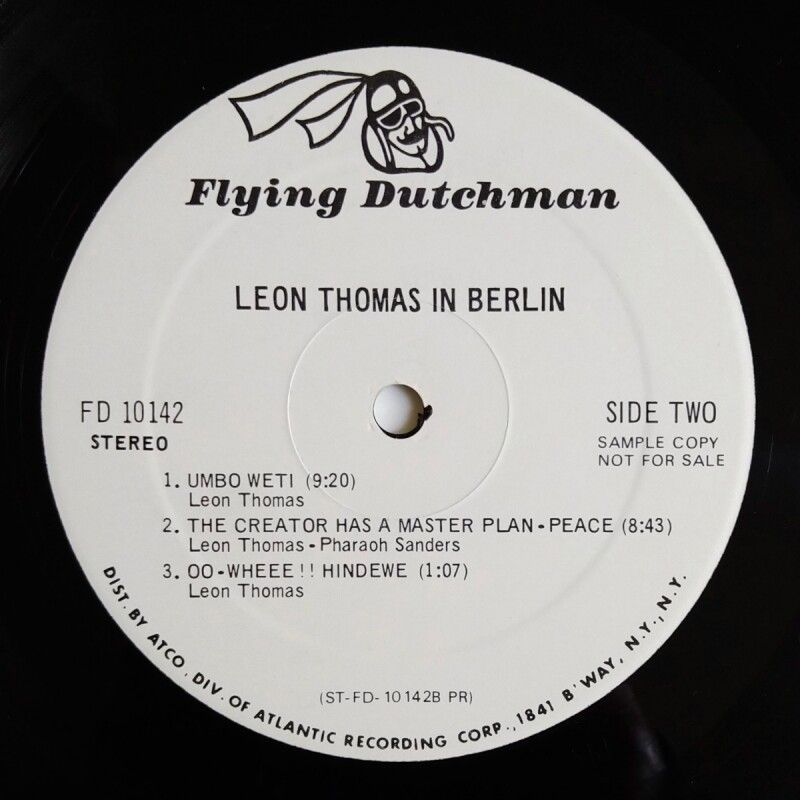 Flying Dutchman
LEON THOMAS IN BERLIN
FD 10142
STEREO
SIDE TWO
SAMPLE COPY
NOT FOR SALE
1. UMBO WETI (9:20)
Leon Thomas
2. THE CREATOR HAS A MASTER PLAN-PEACE (8:43)
Leon Thomas-Pharaoh Sanders
3. OO-WHEEE!! HINDEWE (1:07)
Leon Thomas
(ST-FD-10142B PR)
DIST. BY ATCO, DIV. OF ATLANTIC RECORDING CORP., 1841 B'WAY, N.Y., N.Y.